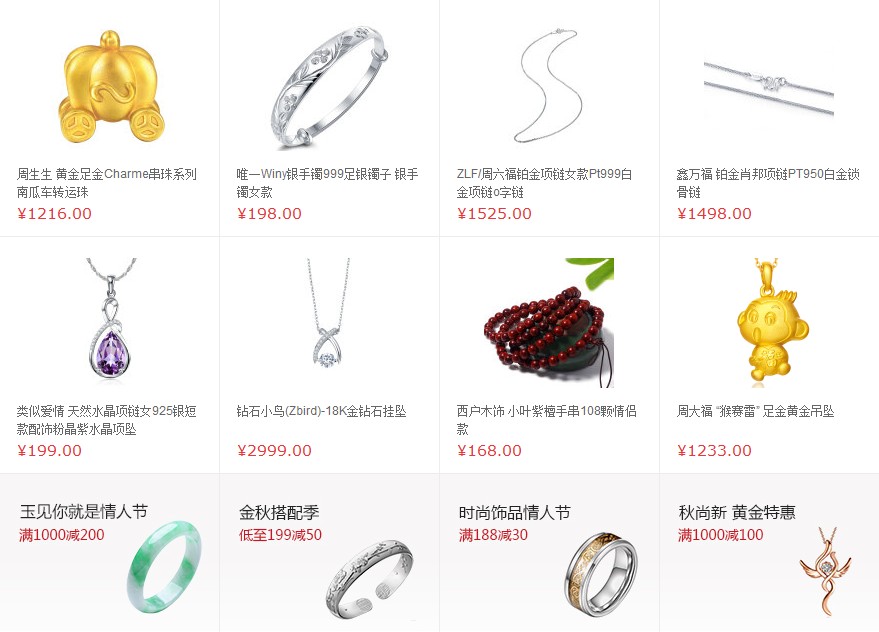 周生生 黄金足金Charme串珠系列
南瓜车转运珠
¥1216.00
唯一Winy银手镯999足银镯子 银手
镯女款
¥198.00
ZLF/周六福铂金项链女款Pt999白
金项链o字链
¥1525.00
鑫万福 铂金肖邦项链PT950白金锁
骨链
¥1498.00
类似爱情 天然水晶项链女925银短
款配饰粉晶紫水晶项坠
¥199.00
钻石小鸟(Zbird)-18K金钻石挂坠
¥2999.00
西户木饰 小叶紫檀手串108颗情侣
款
¥168.00
周大福 “猴赛雷” 足金黄金吊坠
¥1233.00
玉见你就是情人节
满1000减200
金秋搭配季
低至199减50
时尚饰品情人节
满188减30
秋尚新 黄金特惠
满1000减100